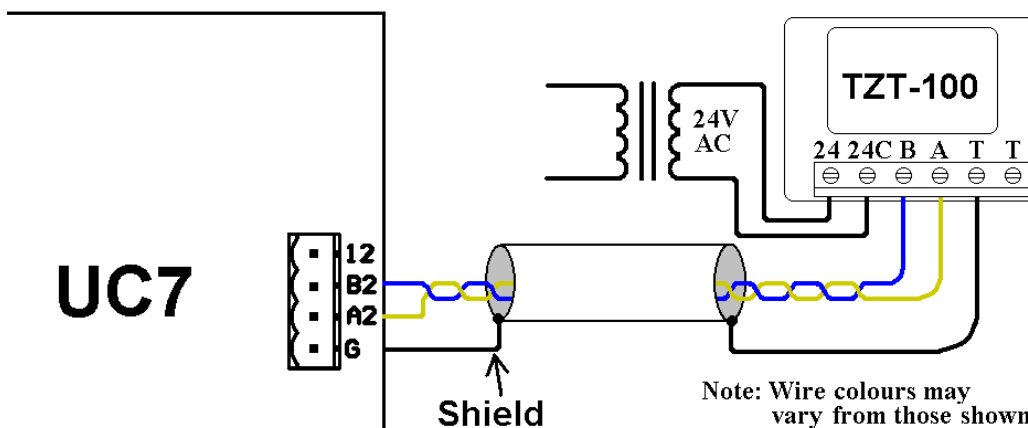 TZT-100
24V
AC
24 24C B A T T
12
B2
UC7
A2
G
Shield
Note: Wire colours may
vary from those shown